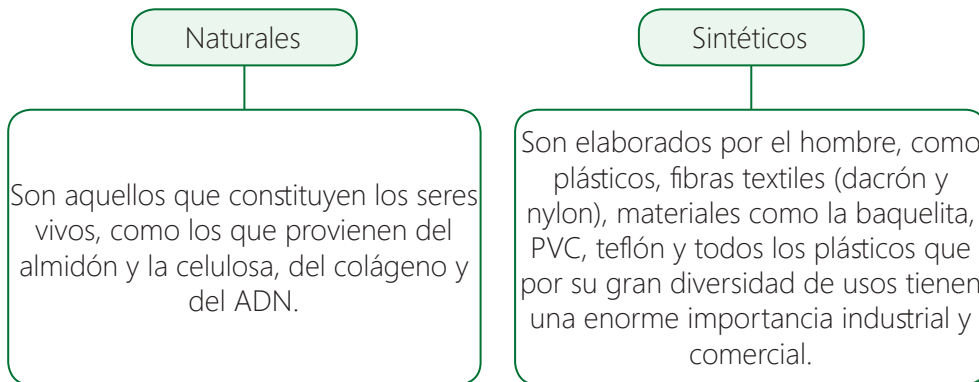 Naturales
Son aquellos que constituyen los seres
vivos, como los que provienen del
almidón y la celulosa, del colágeno y
del ADN.
Sintéticos
Son elaborados por el hombre, como
plásticos, fibras textiles (dacrón y
nylon), materiales como la baquelita,
PVC, teflón y todos los plásticos que
por su gran diversidad de usos tienen
una enorme importancia industrial y
comercial.